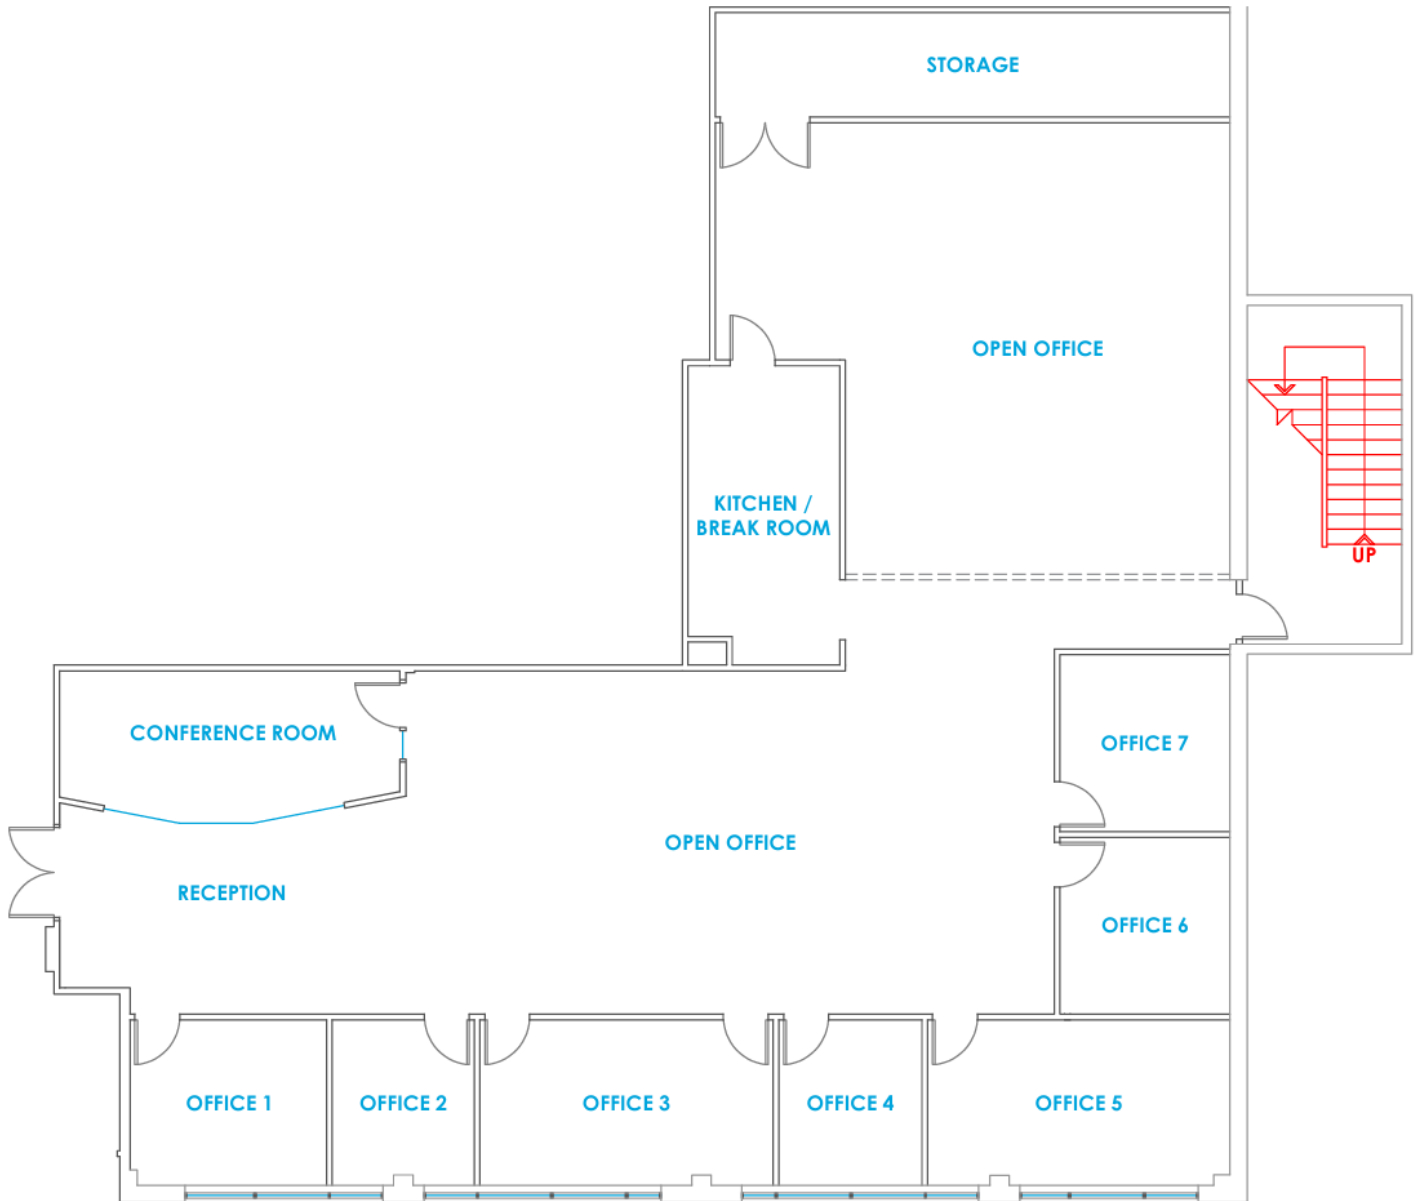 STORAGE
OPEN OFFICE
KITCHEN /
BREAK ROOM
UP
CONFERENCE ROOM
OFFICE 7
OPEN OFFICE
RECEPTION
OFFICE 6
OFFICE 1
OFFICE 2
OFFICE 3
OFFICE 4
OFFICE 5